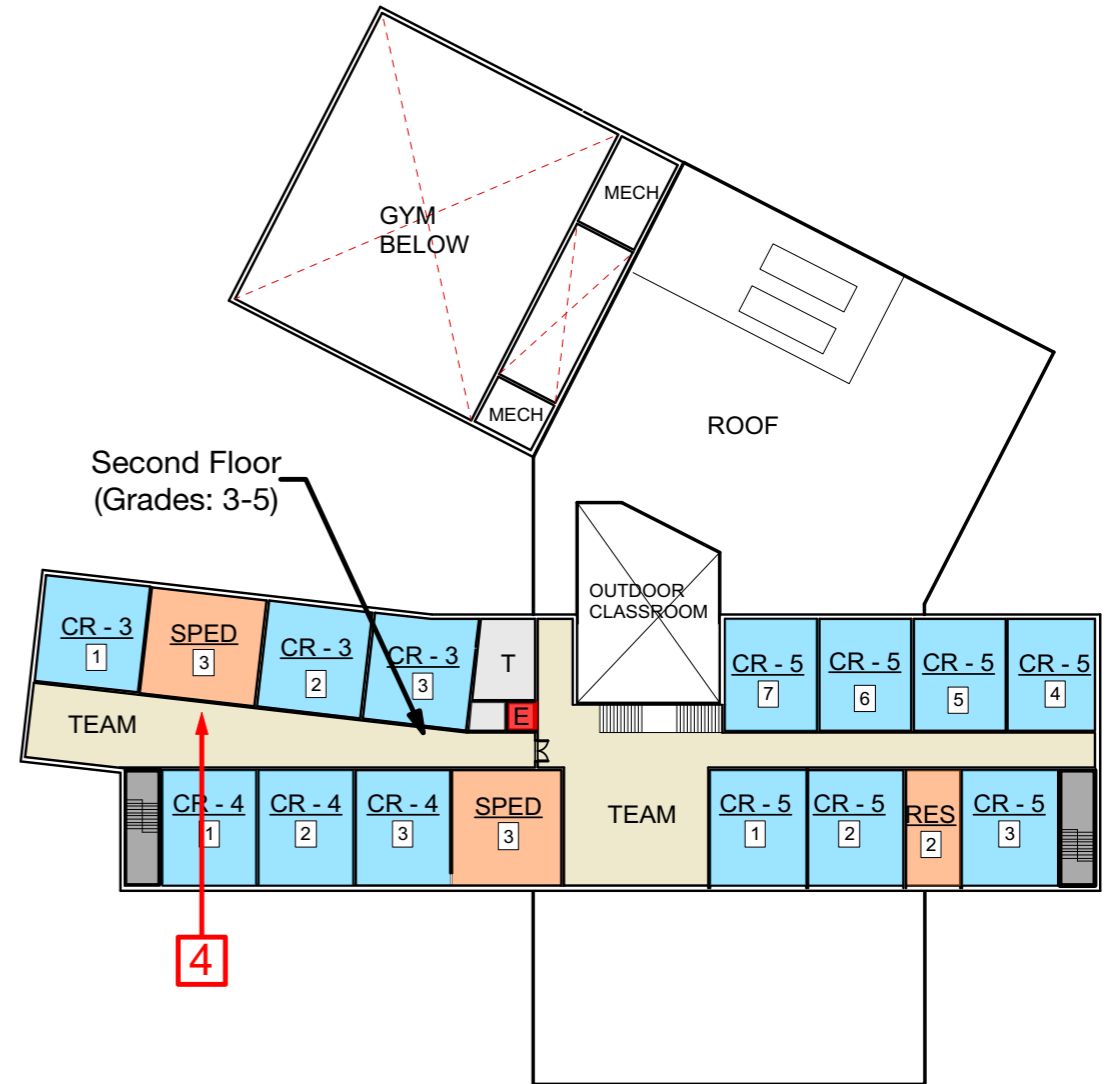 MECH
GYM
BELOW
MECH
ROOF
Second Floor
(Grades: 3-5)
OUTDOOR
CLASSROOM
CR - 3
1
SPED
3
CR - 3
2
CR - 3
3
T
E
CR - 5
7
CR - 5
6
CR - 5
5
CR - 5
4
TEAM
CR - 4
1
CR - 4
2
CR - 4
3
SPED
3
TEAM
CR - 5
1
CR - 5
2
RES
2
CR - 5
3
4